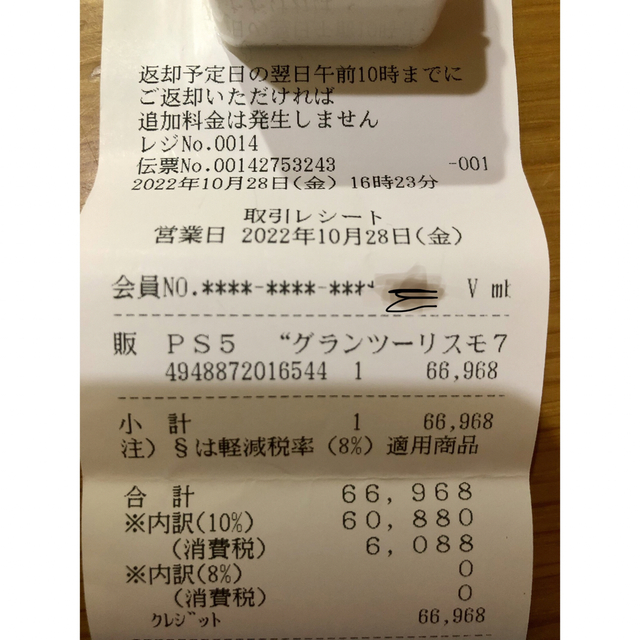 返却予定日の翌日午前10時までに
ご返却いただければ
追加料金は発生しません
レジNo.0014
伝票No.00142753243 -001
2022年10月28日(金) 16時23分
取引レシート
営業日 2022年10月28日(金)
会員NO.****-****-*** V mb
販 PS5 “グランツーリスモ7
4948872016544 1 66,968
小計 1 66,968
注) §は軽減税率(8%)適用商品
合計 66,968
※内訳(10%) 60,880
(消費税) 6,088
※内訳(8%) 0
(消費税) 0
クレジット 66,968